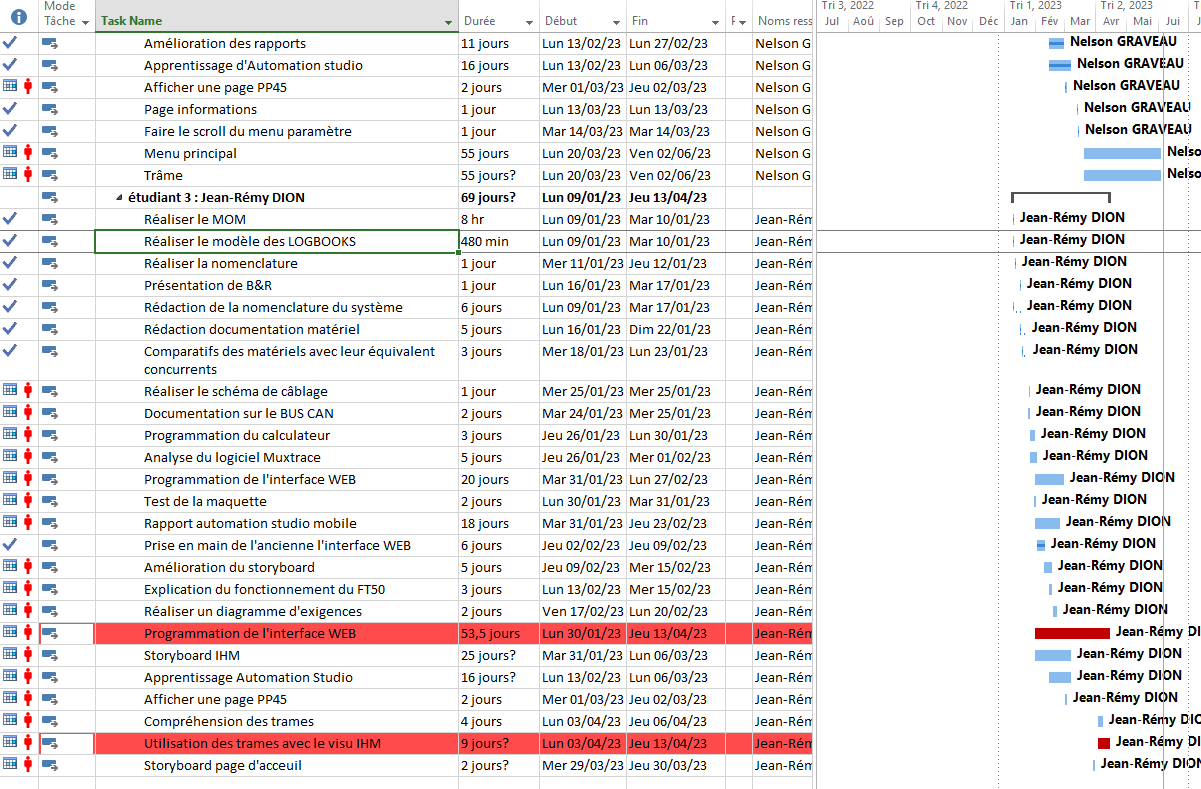 Mode Tâche Task Name Durée Début Fin Noms ress Tri 3, 2022 Tri 4, 2022 Tri 1, 2023 Tri 2, 2023
Jul Aoû Sep Oct Nov Déc Jan Fév Mar Avr Mai Jui
Amélioration des rapports 11 jours Lun 13/02/23 Lun 27/02/23 Nelson G Nelson GRAVEAU
Apprentissage d'Automation studio 16 jours Lun 13/02/23 Lun 06/03/23 Nelson G Nelson GRAVEAU
Afficher une page PP45 2 jours Mer 01/03/23 Jeu 02/03/23 Nelson G Nelson GRAVEAU
Page informations 1 jour Lun 13/03/23 Lun 13/03/23 Nelson G Nelson GRAVEAU
Faire le scroll du menu paramètre 1 jour Mar 14/03/23 Mar 14/03/23 Nelson G Nelson GRAVEAU
Menu principal 55 jours Lun 20/03/23 Ven 02/06/23 Nelson G Nelso
Trâme 55 jours? Lun 20/03/23 Ven 02/06/23 Nelson G Nelso
étudiant 3 : Jean-Rémy DION 69 jours? Lun 09/01/23 Jeu 13/04/23
Réaliser le MOM 8 hr Lun 09/01/23 Mar 10/01/23 Jean-Rém Jean-Rémy DION
Réaliser le modèle des LOGBOOKS 480 min Lun 09/01/23 Mar 10/01/23 Jean-Rém Jean-Rémy DION
Réaliser la nomenclature 1 jour Mer 11/01/23 Jeu 12/01/23 Jean-Rém Jean-Rémy DION
Présentation de B&R 1 jour Lun 16/01/23 Mar 17/01/23 Jean-Rém Jean-Rémy DION
Rédaction de la nomenclature du système 6 jours Lun 09/01/23 Mar 17/01/23 Jean-Rém Jean-Rémy DION
Rédaction documentation matériel 5 jours Lun 16/01/23 Dim 22/01/23 Jean-Rém Jean-Rémy DION
Comparatifs des matériels avec leur équivalent 3 jours Mer 18/01/23 Lun 23/01/23 Jean-Rém Jean-Rémy DION
concurrents
Réaliser le schéma de câblage 1 jour Mer 25/01/23 Mer 25/01/23 Jean-Rém Jean-Rémy DION
Documentation sur le BUS CAN 2 jours Mar 24/01/23 Mer 25/01/23 Jean-Rém Jean-Rémy DION
Programmation du calculateur 3 jours Jeu 26/01/23 Lun 30/01/23 Jean-Rém Jean-Rémy DION
Analyse du logiciel Muxtrace 5 jours Jeu 26/01/23 Mer 01/02/23 Jean-Rém Jean-Rémy DION
Programmation de l'interface WEB 20 jours Mar 31/01/23 Lun 27/02/23 Jean-Rém Jean-Rémy DION
Test de la maquette 2 jours Lun 30/01/23 Mar 31/01/23 Jean-Rém Jean-Rémy DION
Rapport automation studio mobile 18 jours Mar 31/01/23 Jeu 23/02/23 Jean-Rém Jean-Rémy DION
Prise en main de l'ancienne l'interface WEB 6 jours Jeu 02/02/23 Jeu 09/02/23 Jean-Rém Jean-Rémy DION
Amélioration du storyboard 5 jours Jeu 09/02/23 Mer 15/02/23 Jean-Rém Jean-Rémy DION
Explication du fonctionnement du FT50 3 jours Lun 13/02/23 Mer 15/02/23 Jean-Rém Jean-Rémy DION
Réaliser un diagramme d'exigences 2 jours Ven 17/02/23 Lun 20/02/23 Jean-Rém Jean-Rémy DION
Programmation de l'interface WEB 53,5 jours Lun 30/01/23 Jeu 13/04/23 Jean-Rém Jean-Rémy DI
Storyboard IHM 25 jours? Mar 31/01/23 Lun 06/03/23 Jean-Rém Jean-Rémy DION
Apprentissage Automation Studio 16 jours? Lun 13/02/23 Lun 06/03/23 Jean-Rém Jean-Rémy DION
Afficher une page PP45 2 jours Mer 01/03/23 Jeu 02/03/23 Jean-Rém Jean-Rémy DION
Compréhension des trames 4 jours Lun 03/04/23 Jeu 06/04/23 Jean-Rém Jean-Rémy DIO
Utilisation des trames avec le visu IHM 9 jours? Lun 03/04/23 Jeu 13/04/23 Jean-Rém Jean-Rémy DI
Storyboard page d'acceuil 2 jours? Mer 29/03/23 Jeu 30/03/23 Jean-Rém Jean-Rémy DION